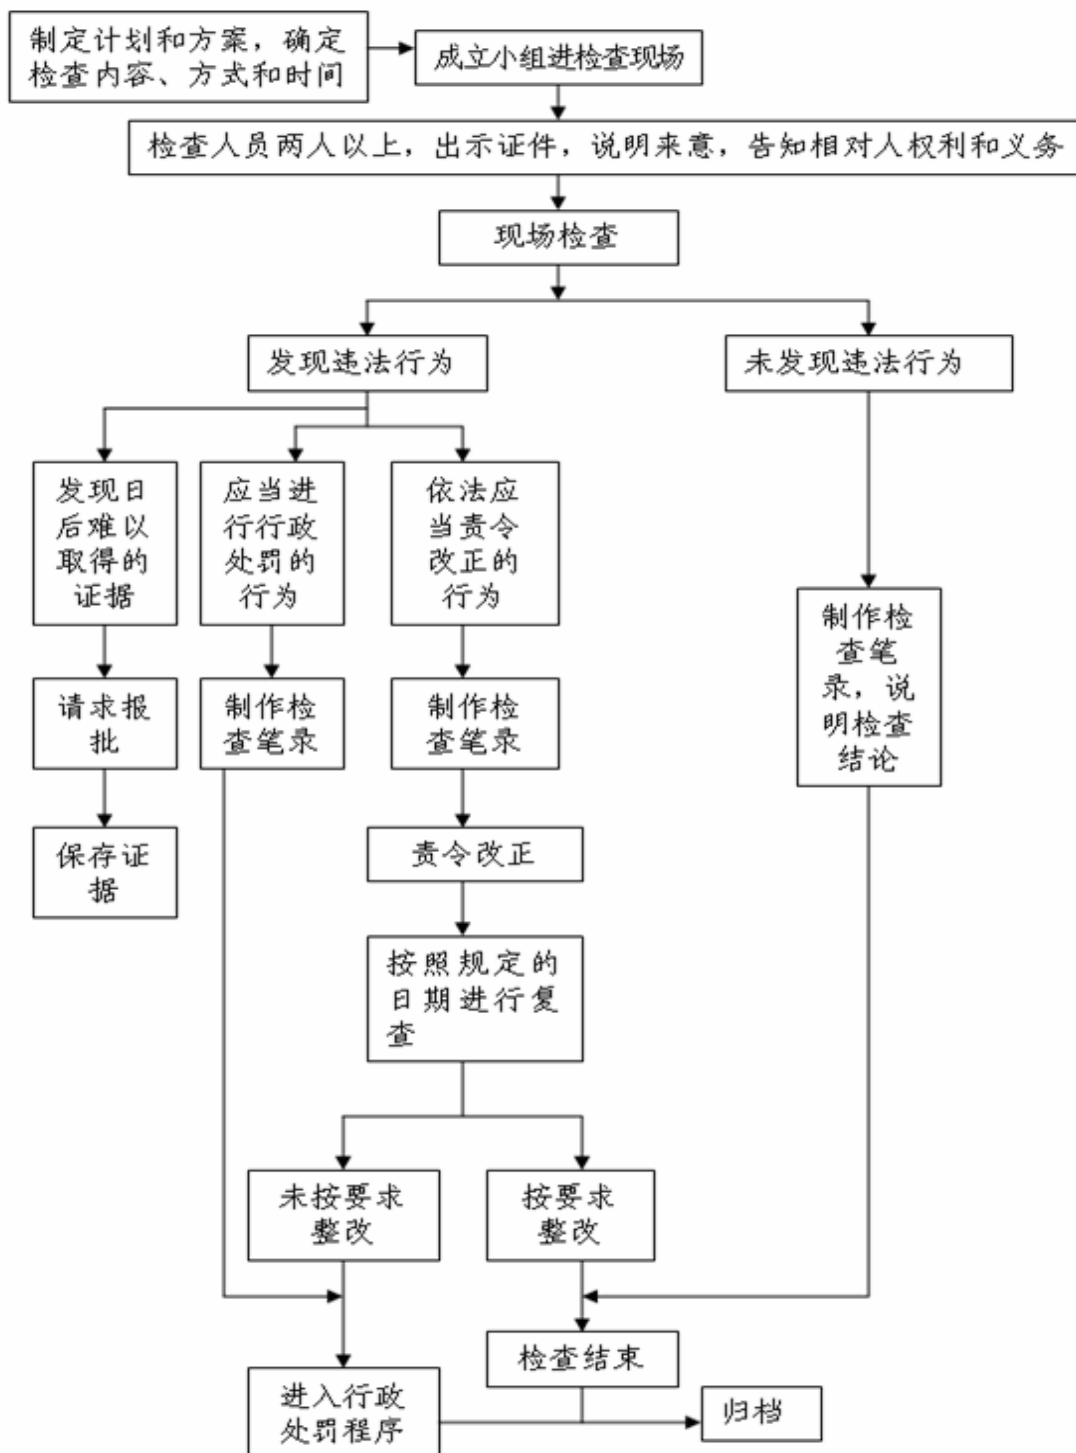 制定计划和方案，确定
检查内容、方式和时间
成立小组进检查现场
检查人员两人以上，出示证件，说明来意，告知相对人权利和义务
现场检查
发现违法行为
未发现违法行为
发现日
后难以
取得的
证据
应当进
行行政
处罚的
行为
依法应
当责令
改正的
行为
制作检
查笔
录，说
明检查
结论
请求报
批
制作检
查笔录
制作检
查笔录
保存证
据
责令改正
按照规定的
日期进行复
查
未按要求
整改
按要求
整改
检查结束
进入行政
处罚程序
归档